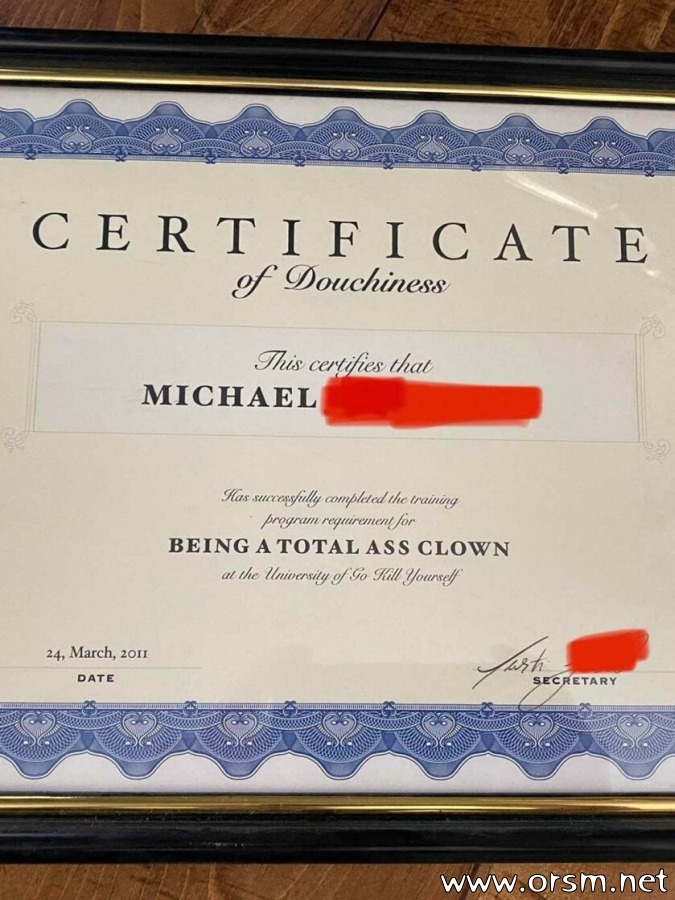 CERTIFICATE
of Douchiness
This certifies that
MICHAEL
Has successfully completed the training
program requirement for
BEING A TOTAL ASS CLOWN
at the University of Go Kill Yourself
24, March, 2011
DATE
SECRETARY
www.orsm.net